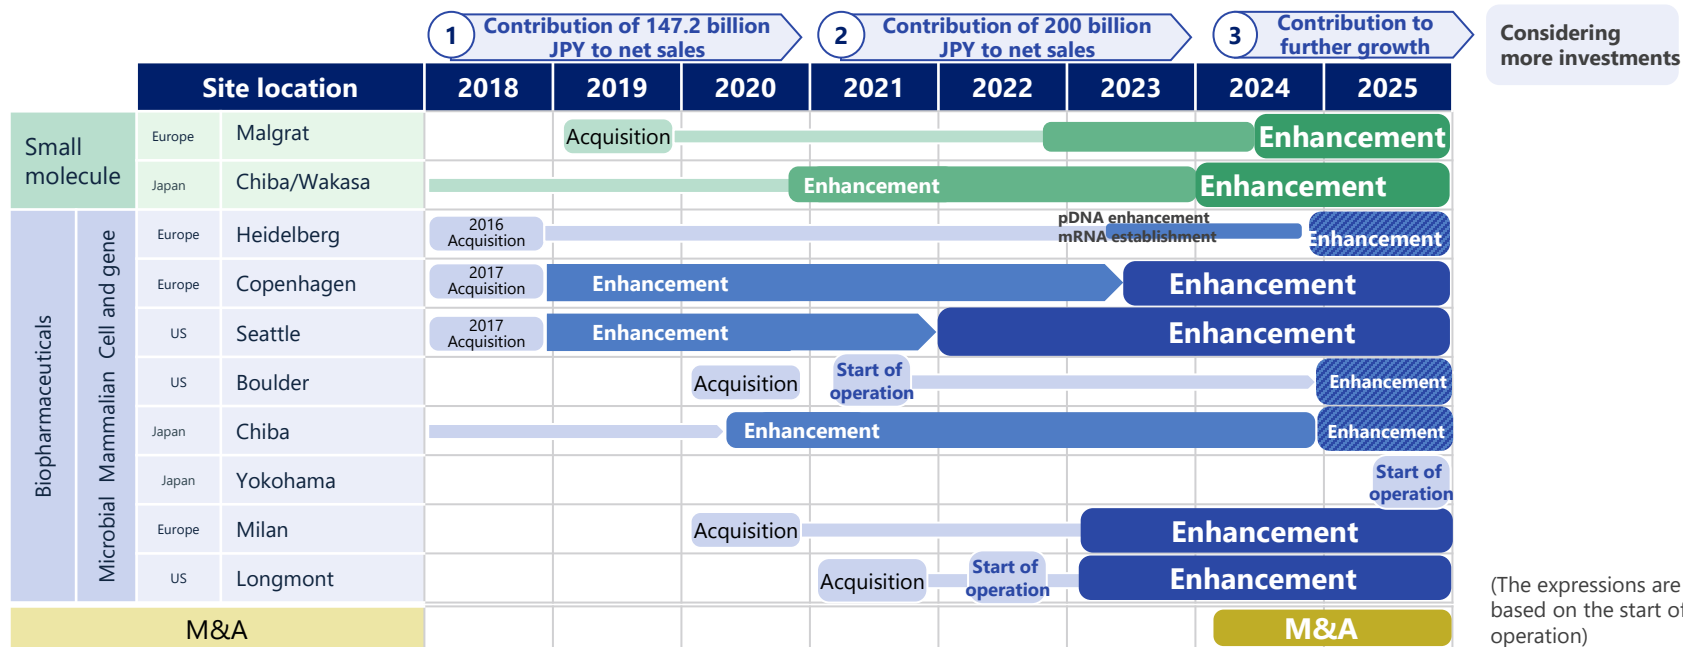 1
Contribution of 147.2 billion
JPY to net sales
2
Contribution of 200 billion
JPY to net sales
3
Contribution to
further growth
Considering
more investments
Site location
2018
2019
2020
2021
2022
2023
2024
2025
Small
molecule
Europe
Malgrat
Acquisition
Enhancement
Japan
Chiba/Wakasa
Enhancement
Enhancement
Biopharmaceuticals
Microbial Mammalian Cell and gene
Europe
Heidelberg
2016
Acquisition
pDNA enhancement
mRNA establishment
Enhancement
Europe
Copenhagen
2017
Acquisition
Enhancement
Enhancement
US
Seattle
2017
Acquisition
Enhancement
Enhancement
US
Boulder
Acquisition
Start of
operation
Enhancement
Japan
Chiba
Enhancement
Enhancement
Japan
Yokohama
Start of
operation
Europe
Milan
Acquisition
Enhancement
US
Longmont
Acquisition
Start of
operation
Enhancement
M&A
M&A
(The expressions are
based on the start of
operation)